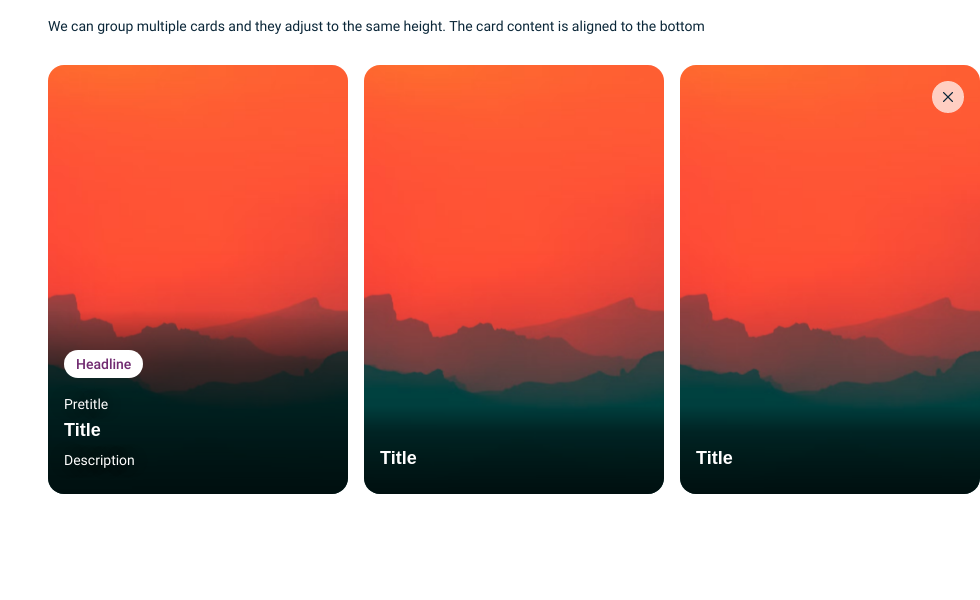 We can group multiple cards and they adjust to the same height. The card content is aligned to the bottom
Headline
Pretitle
Title
Description
Title
Title